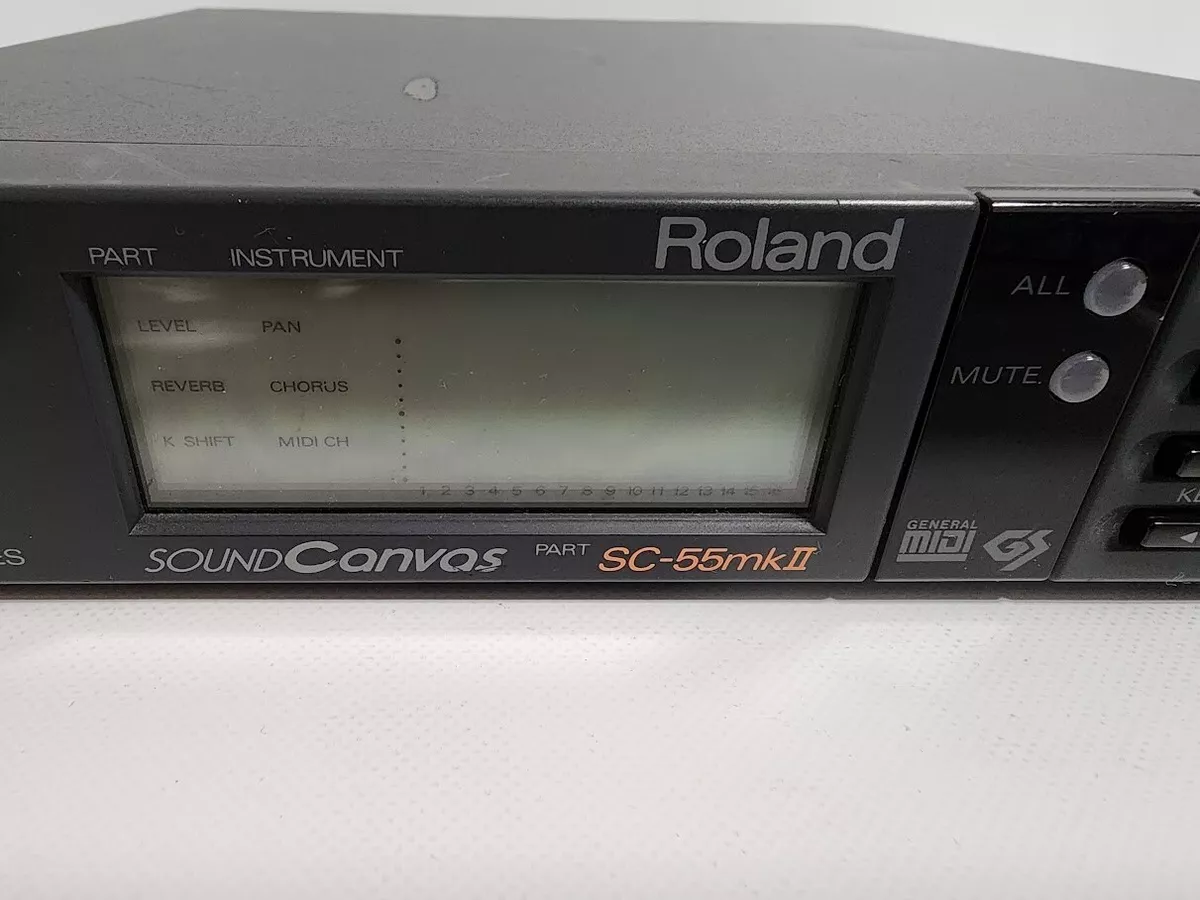 PART INSTRUMENT
Roland
LEVEL PAN
REVERB CHORUS
K SHIFT MIDI CH
1 2 3 4 5 6 7 8 9 10 11 12 13 14 15 16
SOUND Canvas PART SC-55mkII
ALL
MUTE
GENERAL
MIDI GS